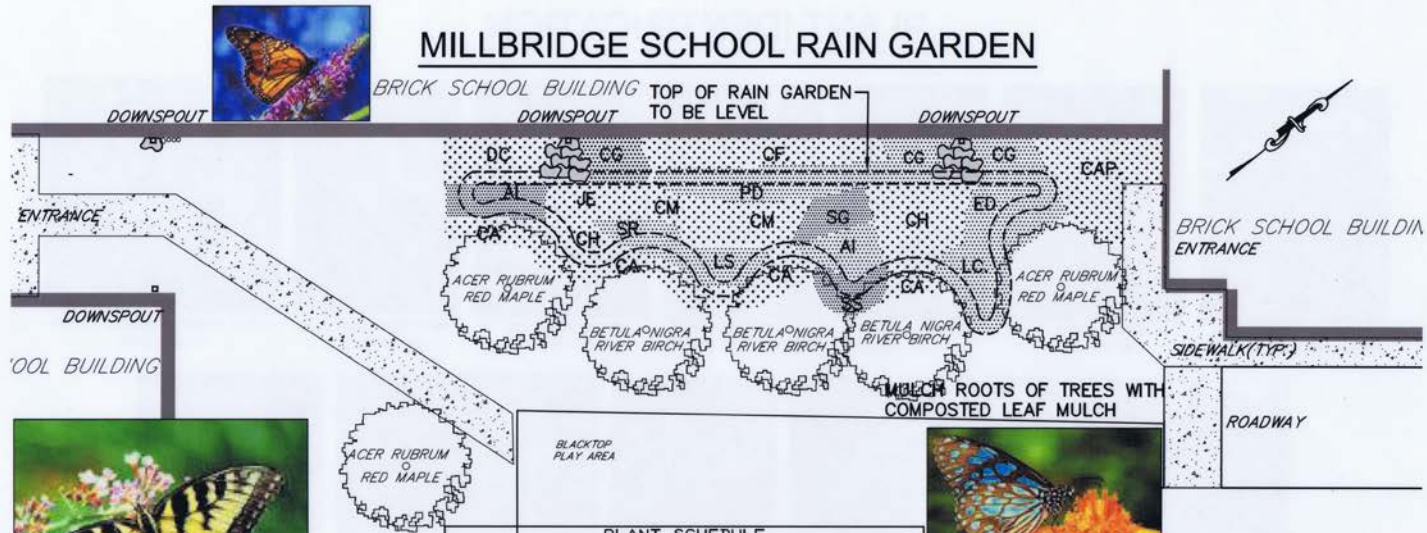 MILLBRIDGE SCHOOL RAIN GARDEN
BRICK SCHOOL BUILDING
TOP OF RAIN GARDEN
TO BE LEVEL
DOWNSPOUT
DOWNSPOUT
DOWNSPOUT
DC
CG
CF
CG
CG
CAP
AL
JE
CM
PD
SG
CH
ED
ENTRANCE
CA
CH
SR
CM
AI
BRICK SCHOOL BUILDIN
ENTRANCE
CA
LS
CA
CA
LC
SS
ACER RUBRUM
RED MAPLE
ACER RUBRUM
RED MAPLE
DOWNSPOUT
BETULA NIGRA
RIVER BIRCH
BETULA NIGRA
RIVER BIRCH
BETULA NIGRA
RIVER BIRCH
SIDEWALK(TYP.)
OOL BUILDING
MULCH ROOTS OF TREES WITH
COMPOSTED LEAF MULCH
ROADWAY
BLACKTOP
PLAY AREA
ACER RUBRUM
RED MAPLE
PLANT SCHEDULE